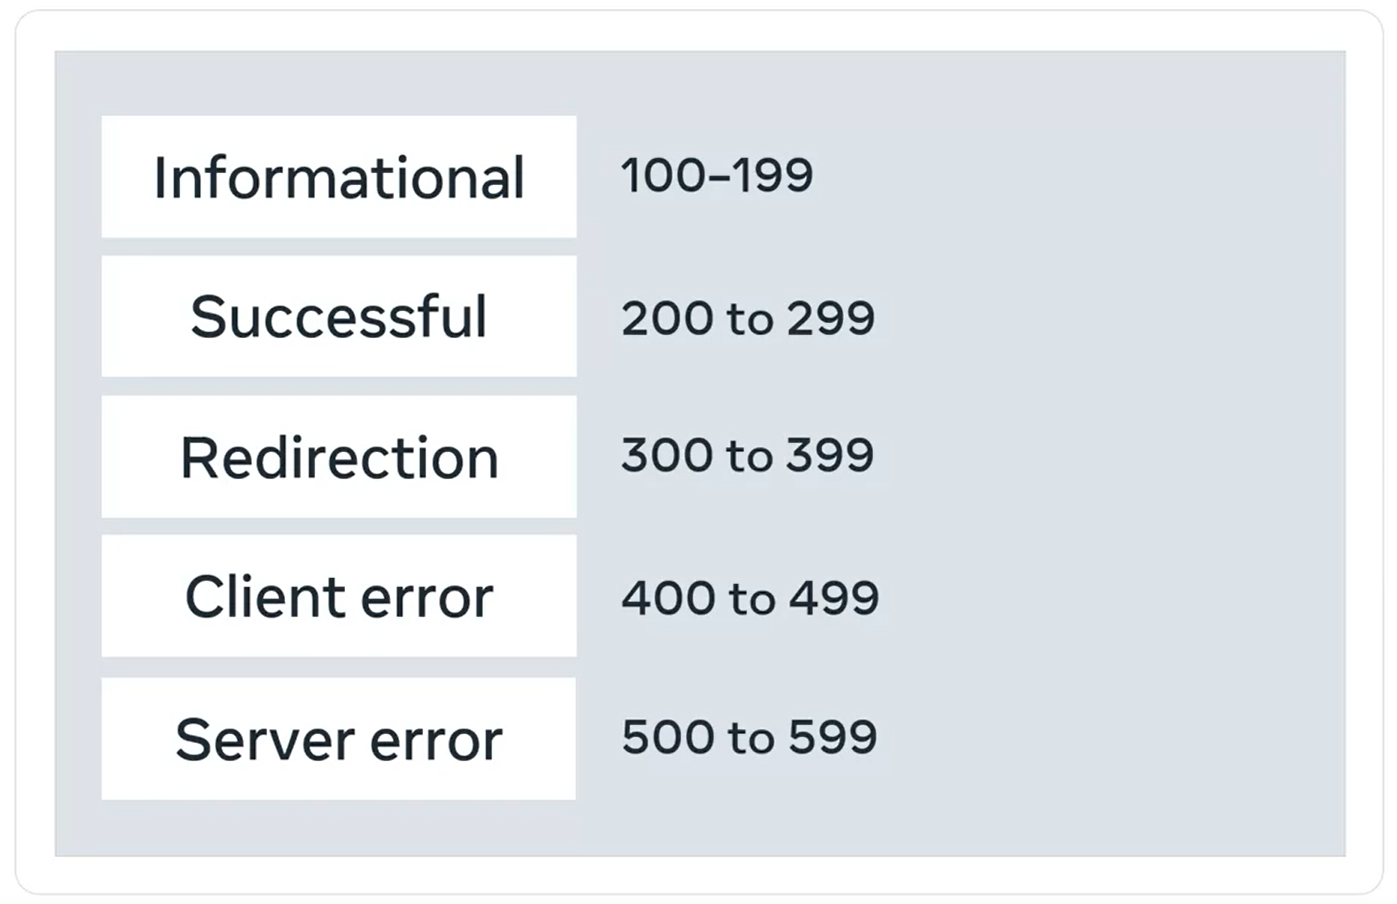 Informational 100–199
Successful 200 to 299
Redirection 300 to 399
Client error 400 to 499
Server error 500 to 599